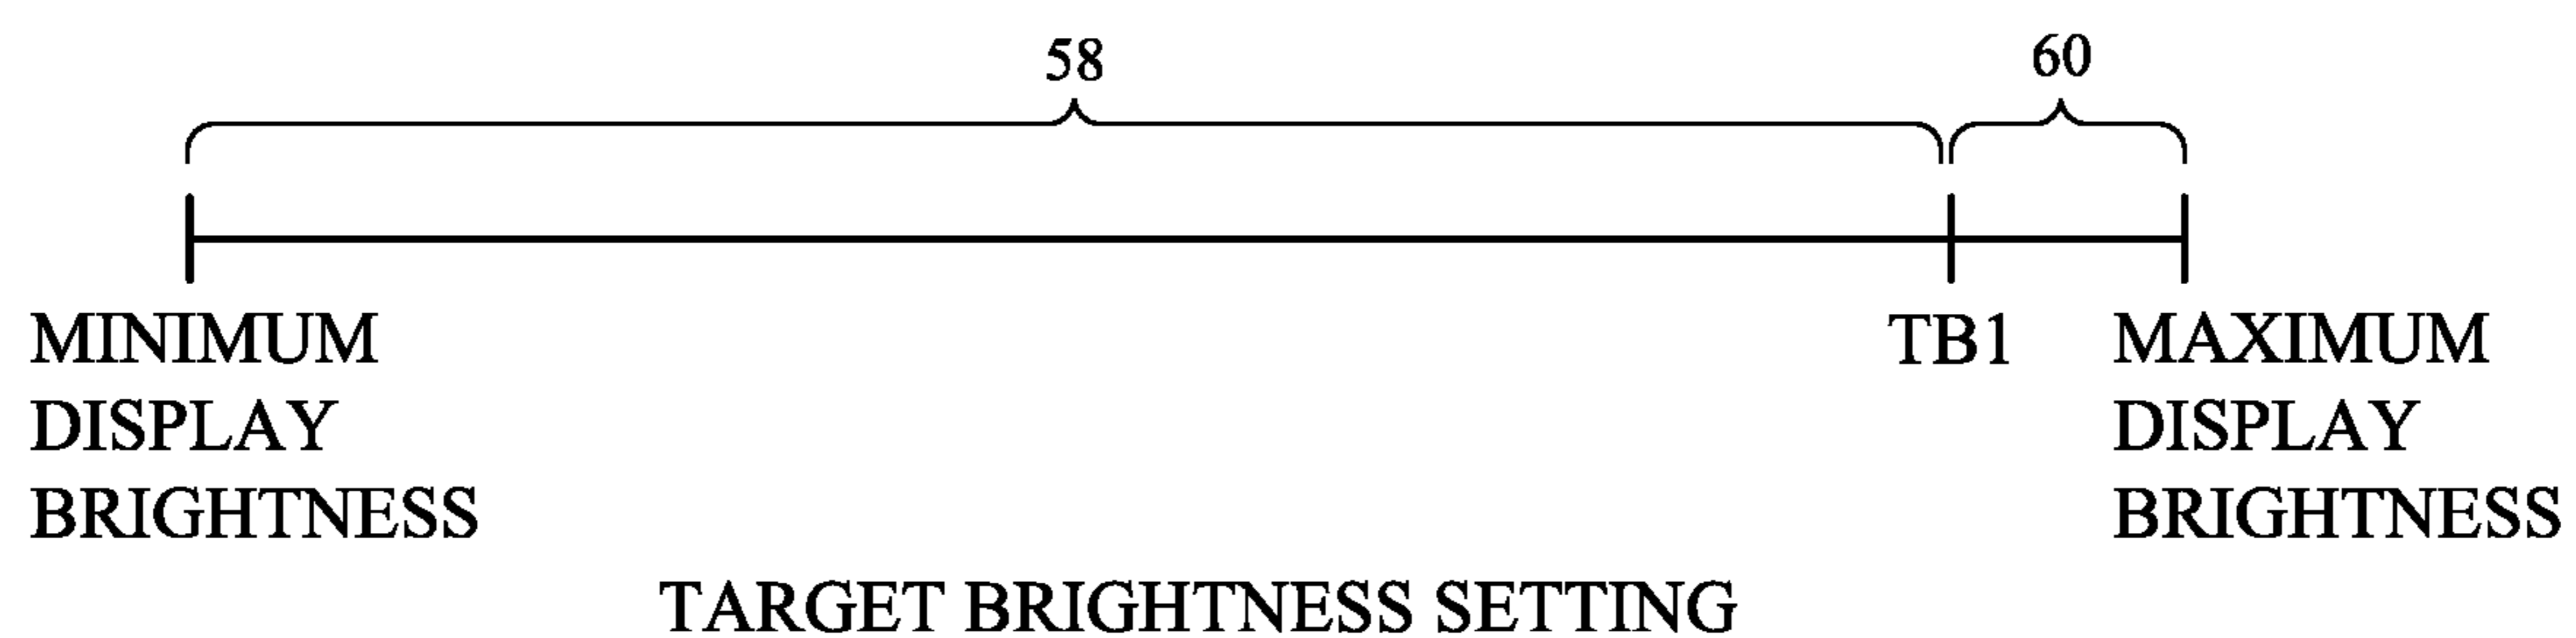 58
60
MINIMUM
DISPLAY
BRIGHTNESS
TB1
MAXIMUM
DISPLAY
BRIGHTNESS
TARGET BRIGHTNESS SETTING